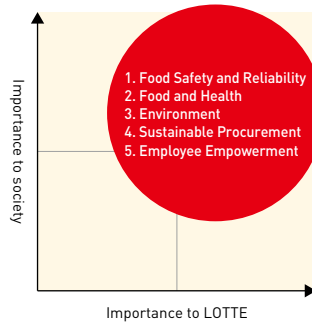 Importance to society
1. Food Safety and Reliability
2. Food and Health
3. Environment
4. Sustainable Procurement
5. Employee Empowerment
Importance to LOTTE